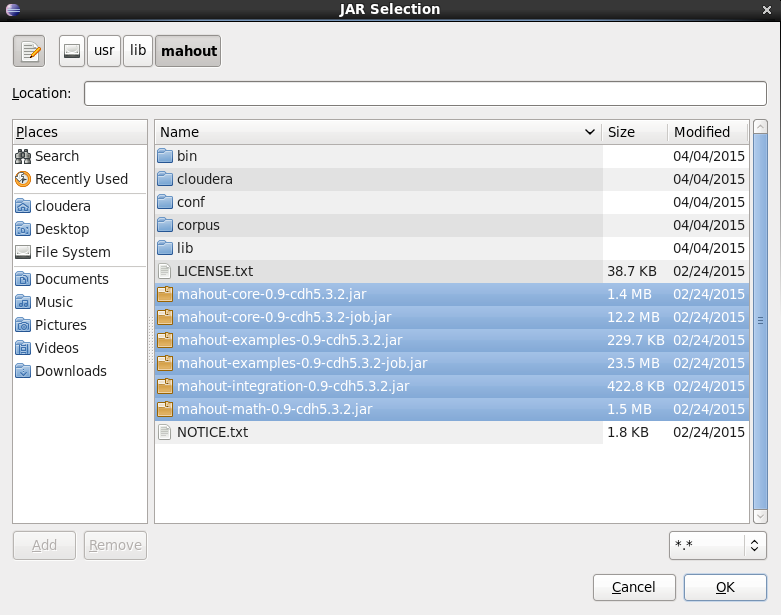 JAR Selection
usr lib mahout
Location:
Places Name Size Modified
Search bin 04/04/2015
Recently Used cloudera 04/04/2015
cloudera conf 04/04/2015
Desktop corpus 04/04/2015
File System lib 04/04/2015
Documents LICENSE.txt 38.7 KB 02/24/2015
Music mahout-core-0.9-cdh5.3.2.jar 1.4 MB 02/24/2015
Pictures mahout-core-0.9-cdh5.3.2-job.jar 12.2 MB 02/24/2015
Videos mahout-examples-0.9-cdh5.3.2.jar 229.7 KB 02/24/2015
Downloads mahout-examples-0.9-cdh5.3.2-job.jar 23.5 MB 02/24/2015
mahout-integration-0.9-cdh5.3.2.jar 422.8 KB 02/24/2015
mahout-math-0.9-cdh5.3.2.jar 1.5 MB 02/24/2015
NOTICE.txt 1.8 KB 02/24/2015
Add Remove *.*
Cancel OK